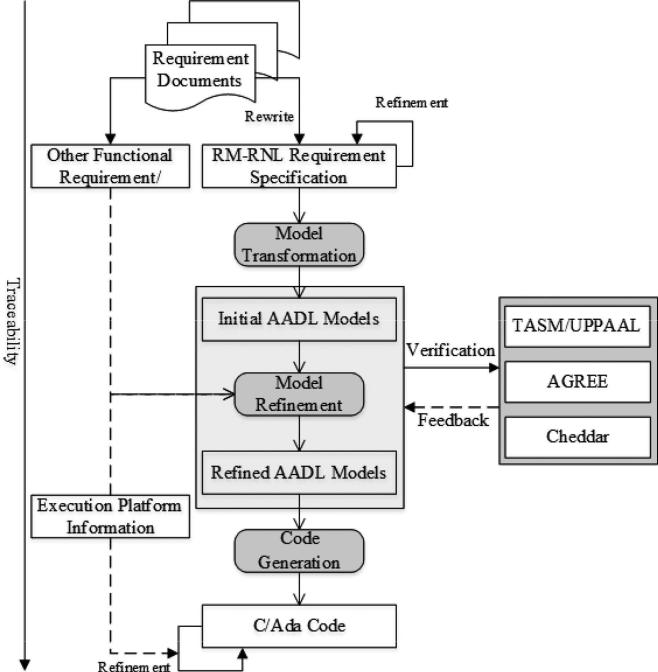 Requirement
Documents
Refinement
Rewrite
Other Functional
Requirement/
RM-RNL Requirement
Specification
Model
Transformation
Traceability
Initial AADL Models
TASM/UPPAAL
Verification
Model
Refinement
AGREE
Feedback
Cheddar
Refined AADL Models
Execution Platform
Information
Code
Generation
C/Ada Code
Refinement